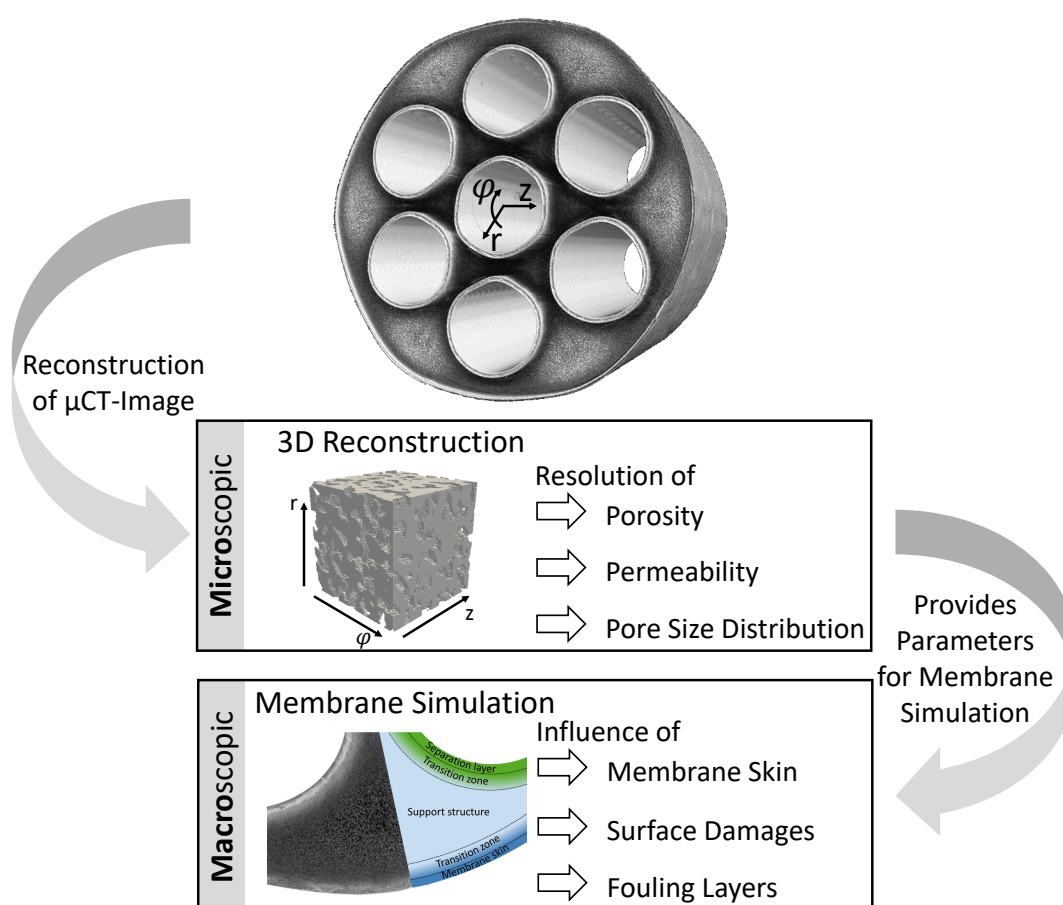 φ
z
r
Reconstruction
of µCT-Image
Microscopic
3D Reconstruction
r
φ
z
Resolution of
Porosity
Permeability
Pore Size Distribution
Provides
Parameters
for Membrane
Simulation
Macroscopic
Membrane Simulation
Separation layer
Transition zone
Support structure
Transition zone
Membrane skin
Influence of
Membrane Skin
Surface Damages
Fouling Layers